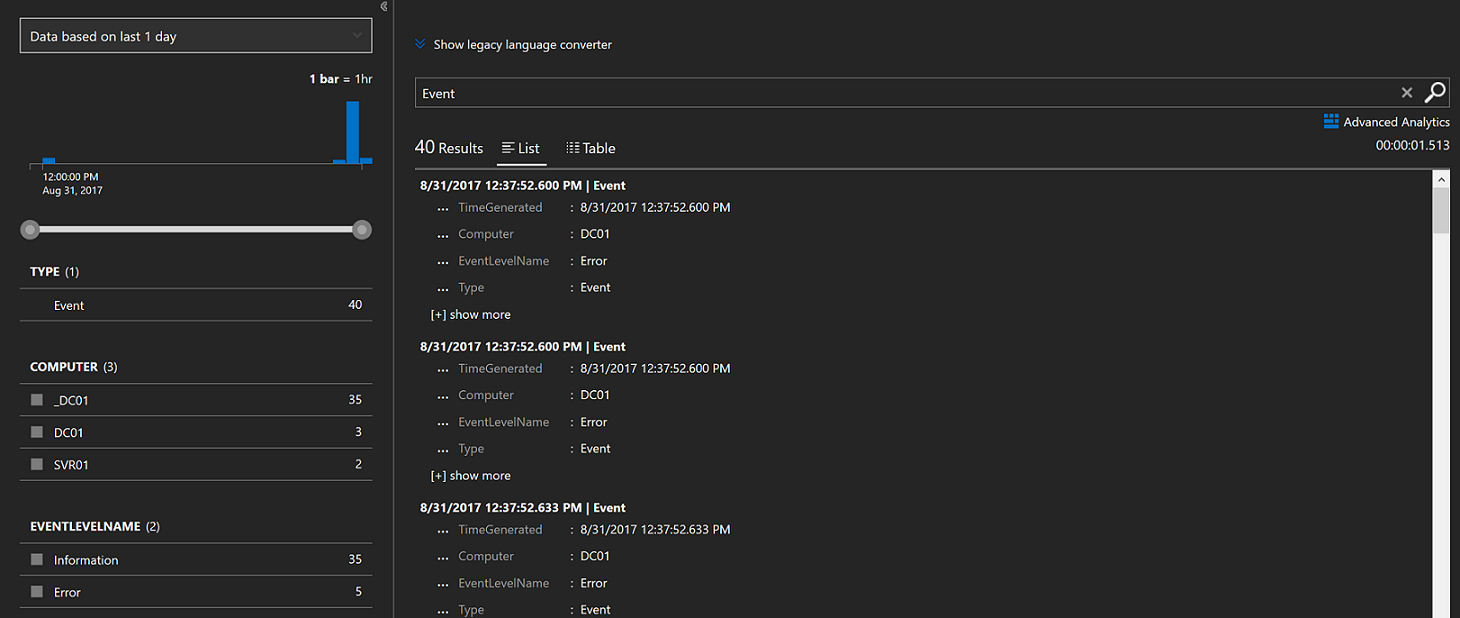 Data based on last 1 day
1 bar = 1hr
12:00:00 PM
Aug 31, 2017
TYPE (1)
Event 40
COMPUTER (3)
_DC01 35
DC01 3
SVR01 2
EVENTLEVELNAME (2)
Information 35
Error 5
Show legacy language converter
Event
Advanced Analytics
40 Results List Table
00:00:01.513
8/31/2017 12:37:52.600 PM | Event
... TimeGenerated : 8/31/2017 12:37:52.600 PM
... Computer : DC01
... EventLevelName : Error
... Type : Event
[+] show more
8/31/2017 12:37:52.600 PM | Event
... TimeGenerated : 8/31/2017 12:37:52.600 PM
... Computer : DC01
... EventLevelName : Error
... Type : Event
[+] show more
8/31/2017 12:37:52.633 PM | Event
... TimeGenerated : 8/31/2017 12:37:52.633 PM
... Computer : DC01
... EventLevelName : Error
... Type : Event